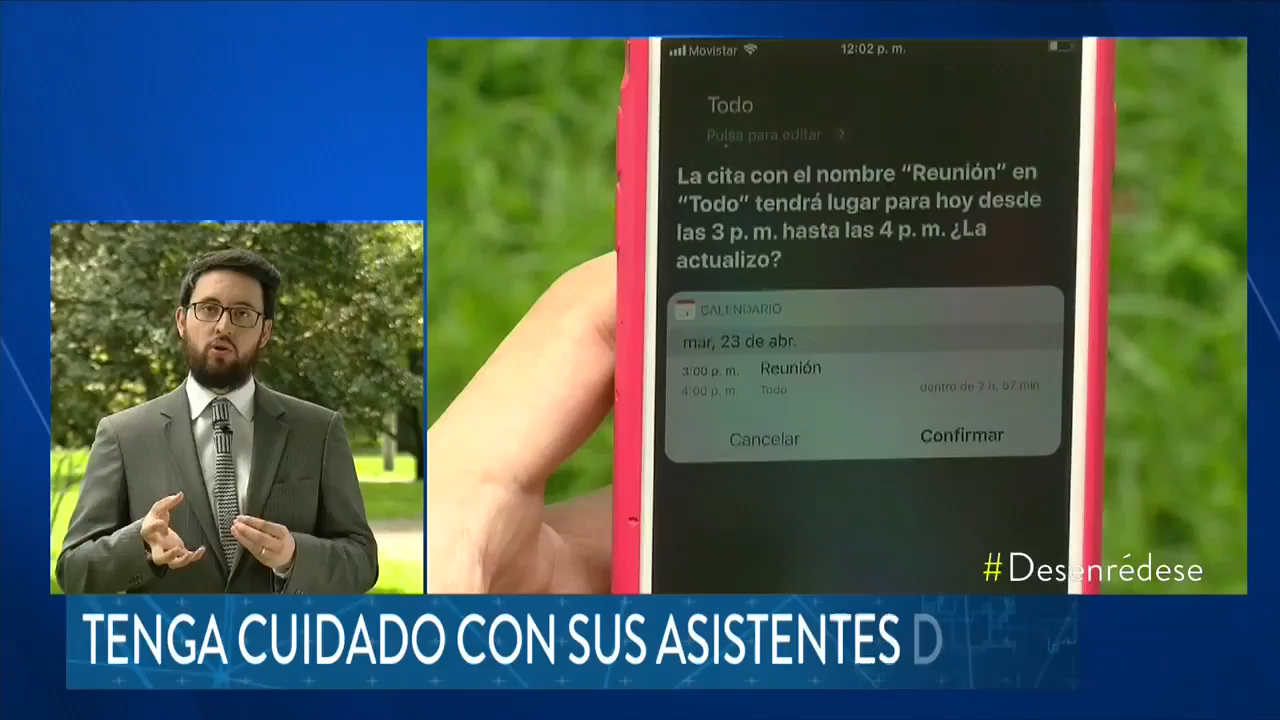 Movistar
12:02 p. m.
Todo
Pulsa para editar
La cita con el nombre “Reunión” en
“Todo” tendrá lugar para hoy desde
las 3 p. m. hasta las 4 p. m. ¿La
actualizo?
CALENDARIO
mar, 23 de abr.
3:00 p. m. Reunión
4:00 p. m. Todo dentro de 2 h, 57 min
Cancelar Confirmar
#Desenrédese
TENGA CUIDADO CON SUS ASISTENTES D